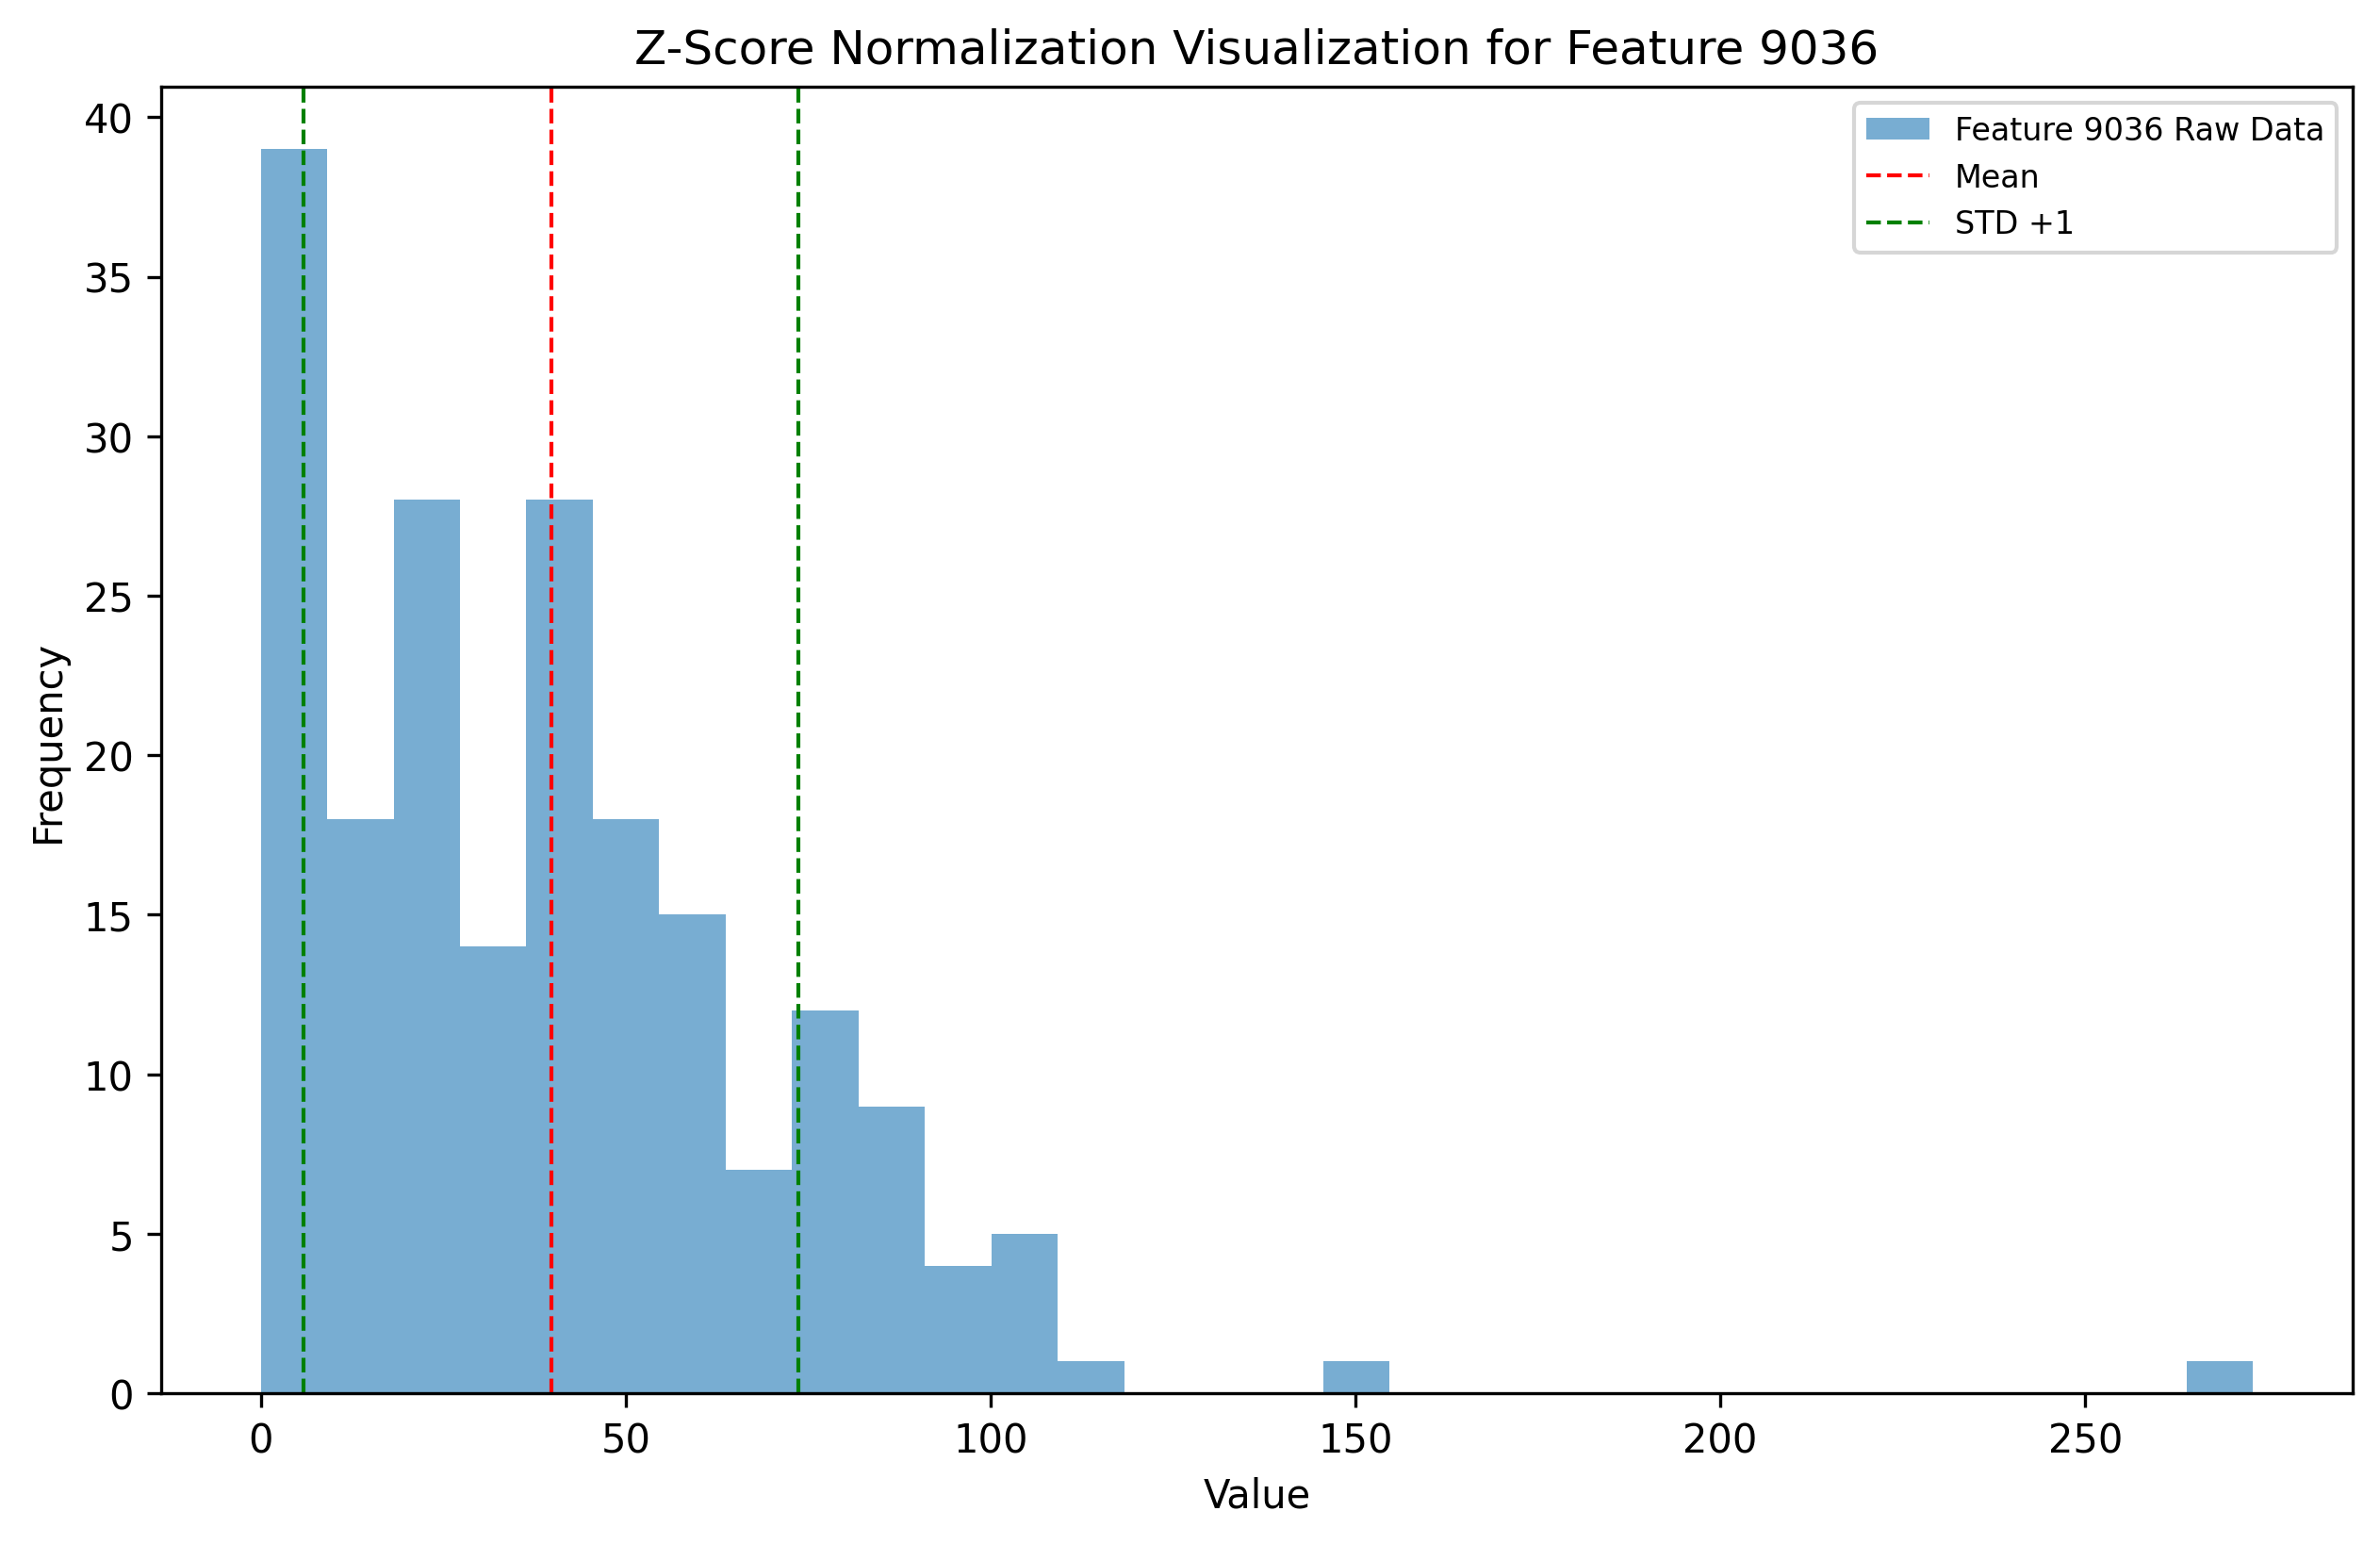 Z-Score Normalization Visualization for Feature 9036
Feature 9036 Raw Data
Mean
STD +1
40
35
30
25
20
15
10
5
0
Frequency
0 50 100 150 200 250
Value